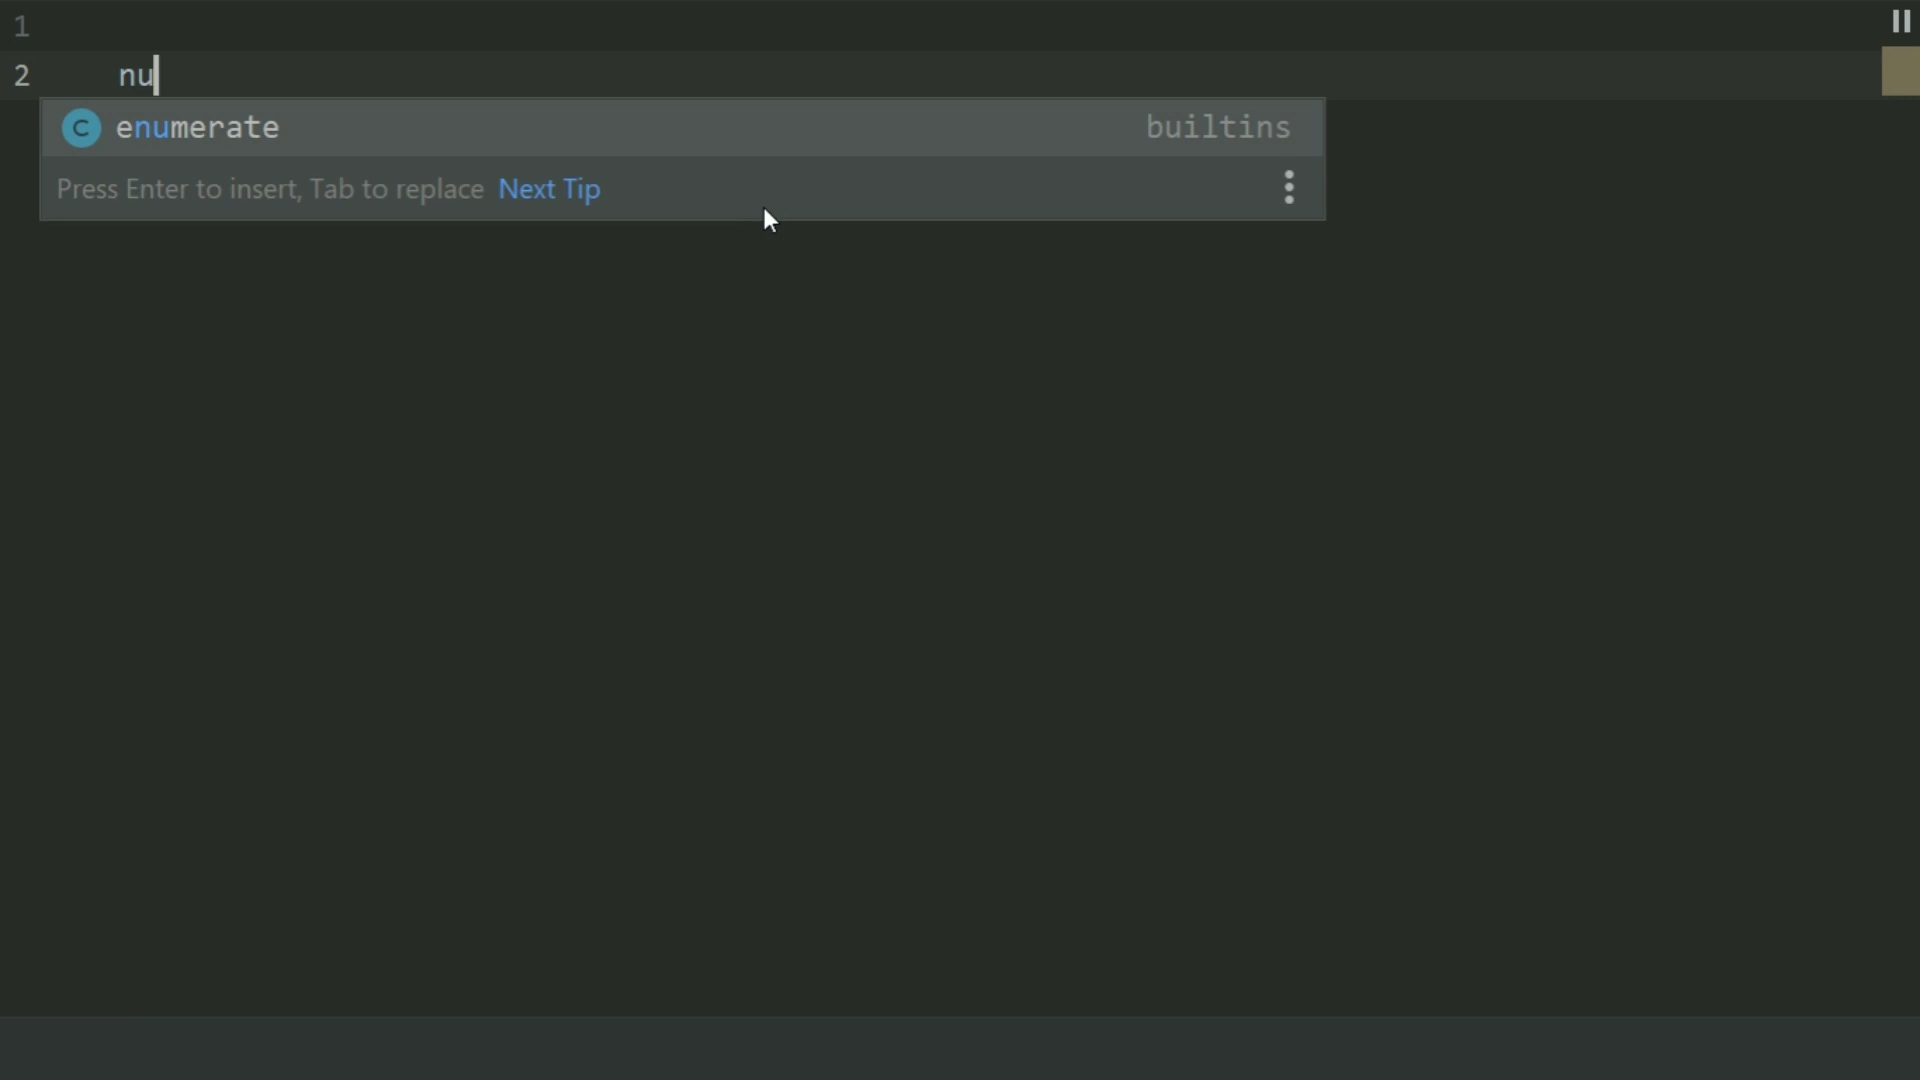 1
2 nu
C enumerate builtins
Press Enter to insert, Tab to replace Next Tip